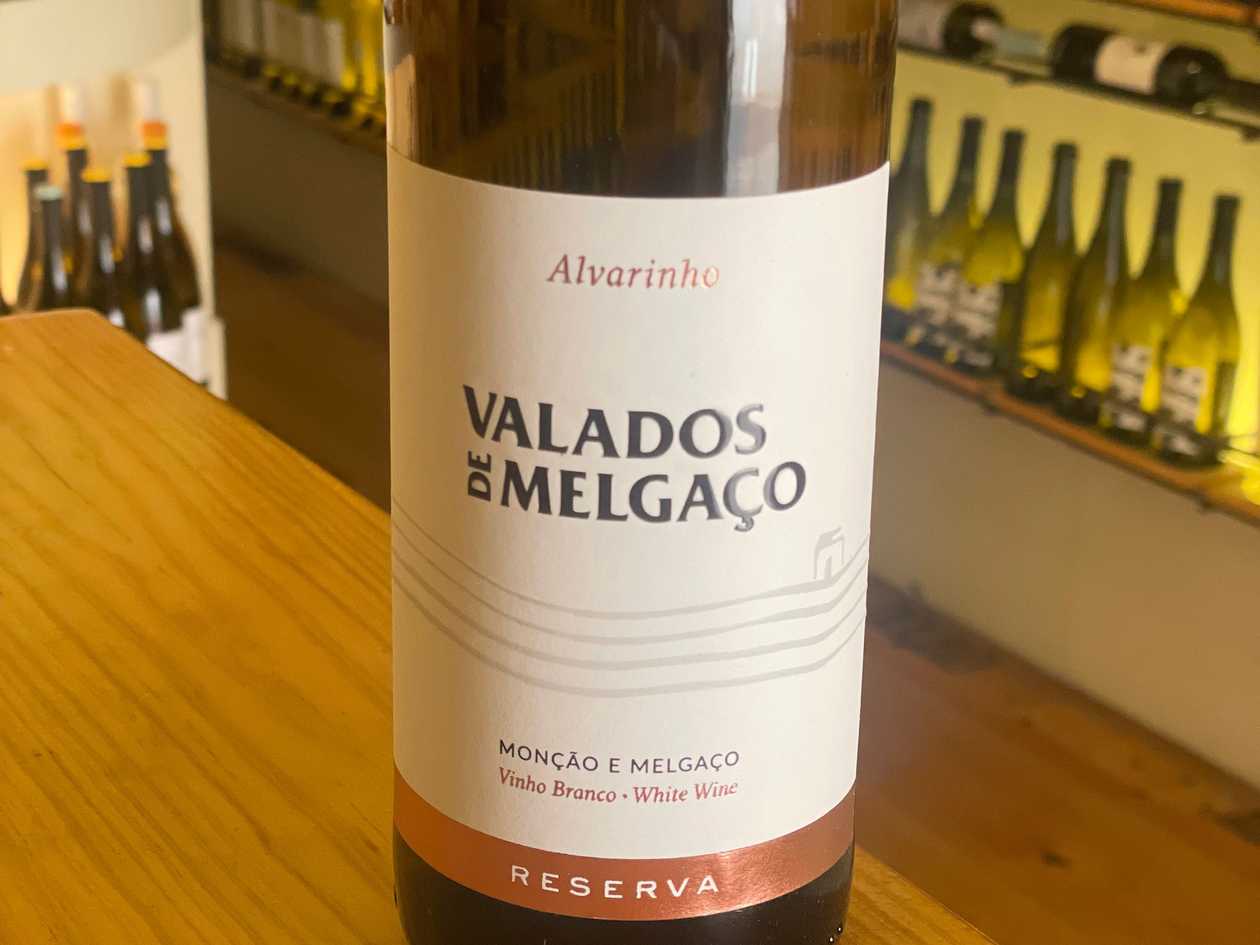 Alvarinho
VALADOS
DE MELGAÇO
MONÇÃO E MELGAÇO
Vinho Branco • White Wine
RESERVA